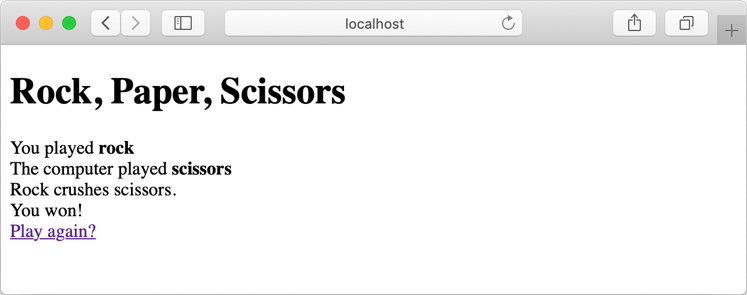 localhost
Rock, Paper, Scissors
You played rock
The computer played scissors
Rock crushes scissors.
You won!
Play again?